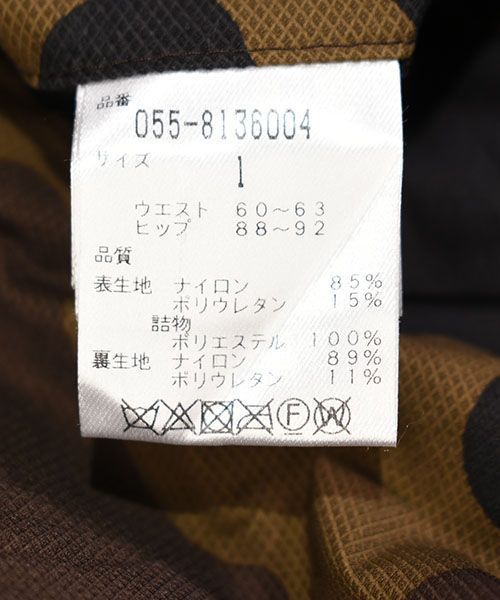 品番
055-8136004
サイズ
1
ウエスト 60～63
ヒップ 88～92
品質
表生地 ナイロン 85%
ポリウレタン 15%
詰物
ポリエステル 100%
裏生地 ナイロン 89%
ポリウレタン 11%
F W